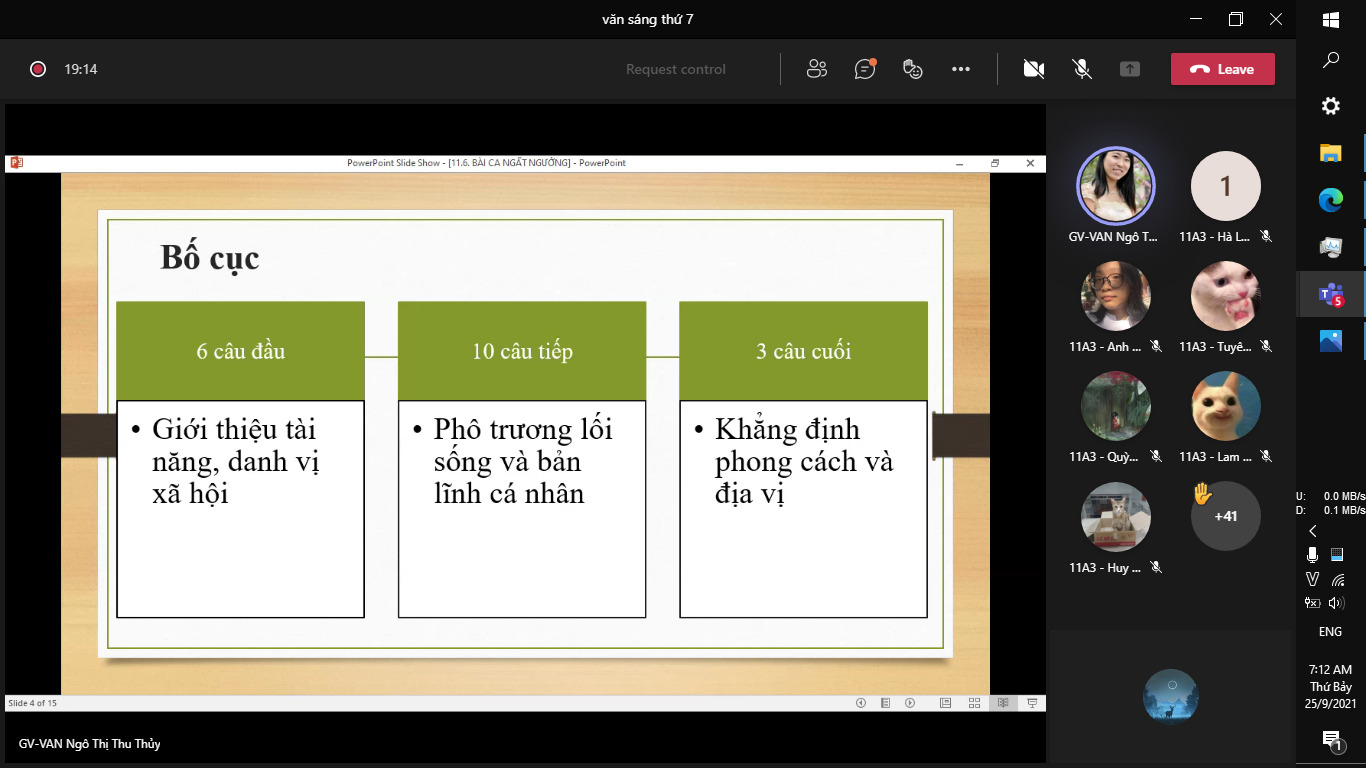 văn sáng thứ 7
19:14
Request control
Leave
PowerPoint Slide Show - [11.6. BÀI CA NGẤT NGƯỞNG] - PowerPoint
Bố cục
6 câu đầu
• Giới thiệu tài
năng, danh vị
xã hội
10 câu tiếp
• Phô trương lối
sống và bản
lĩnh cá nhân
3 câu cuối
• Khẳng định
phong cách và
địa vị
Slide 4 of 15
GV-VAN Ngô Thị Thu Thủy
GV-VAN Ngô T...
1
11A3 - Hà L...
11A3 - Anh ...
11A3 - Tuyê...
11A3 - Quỳ...
11A3 - Lam ...
11A3 - Huy ...
+41
5
U: 0.0 MB/s
D: 0.1 MB/s
ENG
7:12 AM
Thứ Bảy
25/9/2021
1